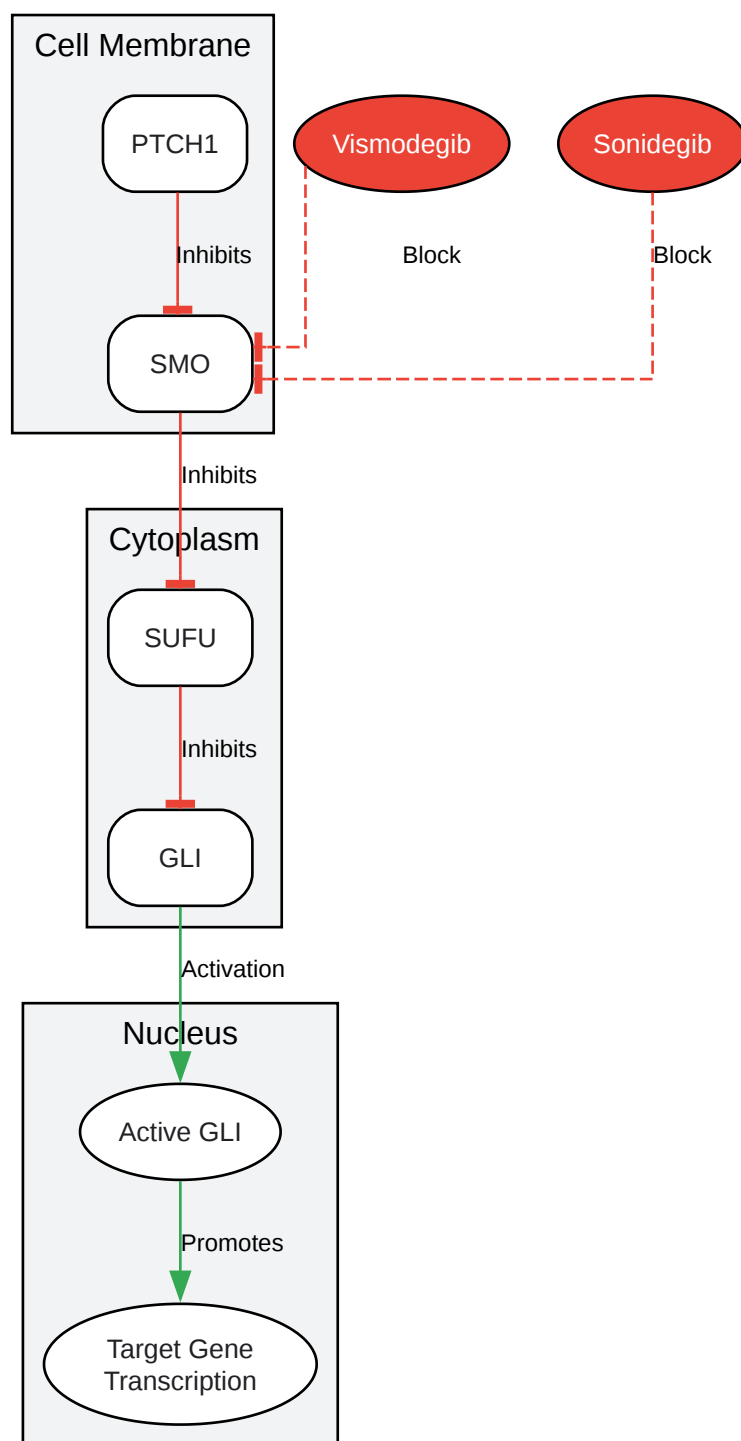 Cell Membrane
PTCH1
Vismodegib
Sonidegib
Inhibits
Block
Block
SMO
Inhibits
Cytoplasm
SUFU
Inhibits
GLI
Activation
Nucleus
Active GLI
Promotes
Target Gene
Transcription